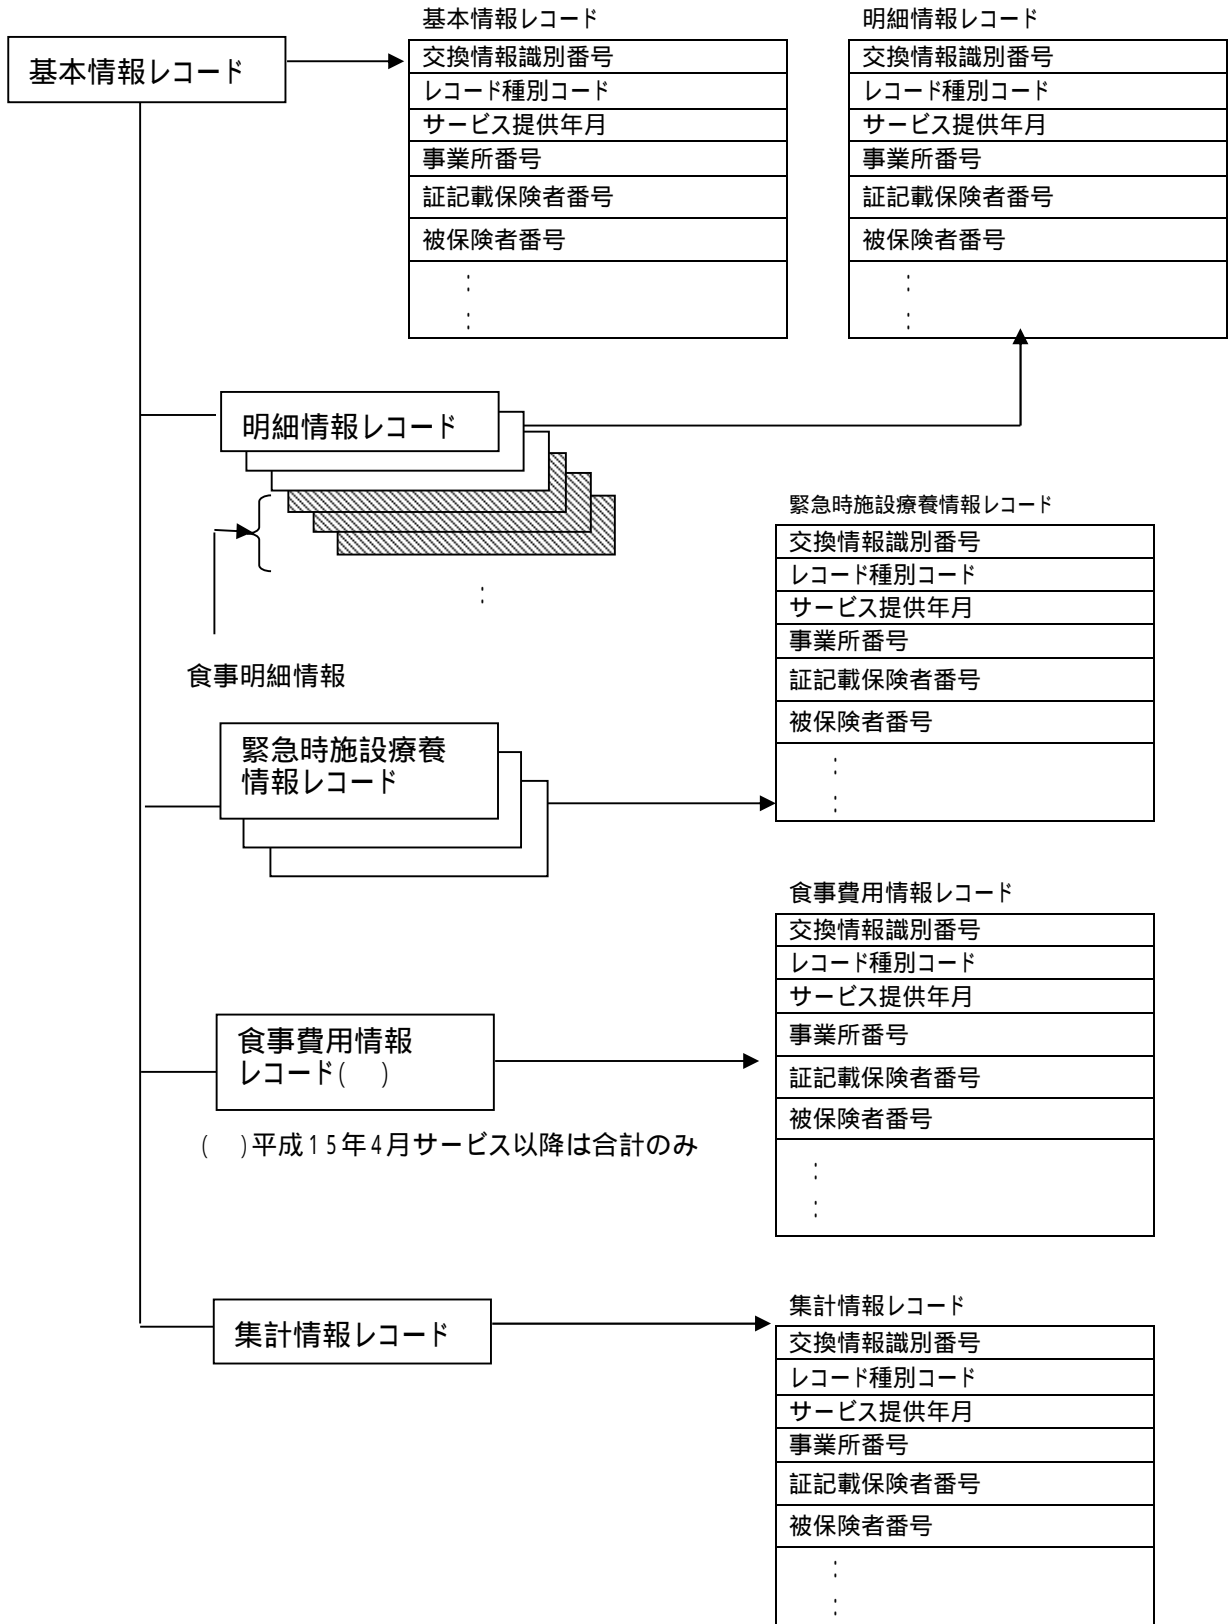 基本情報レコード
基本情報レコード
交換情報識別番号
レコード種別コード
サービス提供年月
事業所番号
証記載保険者番号
被保険者番号
:
:
明細情報レコード
交換情報識別番号
レコード種別コード
サービス提供年月
事業所番号
証記載保険者番号
被保険者番号
:
:
明細情報レコード
:
食事明細情報
緊急時施設療養情報レコード
交換情報識別番号
レコード種別コード
サービス提供年月
事業所番号
証記載保険者番号
被保険者番号
:
:
緊急時施設療養
情報レコード
食事費用情報レコード
交換情報識別番号
レコード種別コード
サービス提供年月
事業所番号
証記載保険者番号
被保険者番号
:
:
食事費用情報
レコード(　)
(　)平成15年4月サービス以降は合計のみ
集計情報レコード
集計情報レコード
交換情報識別番号
レコード種別コード
サービス提供年月
事業所番号
証記載保険者番号
被保険者番号
:
: